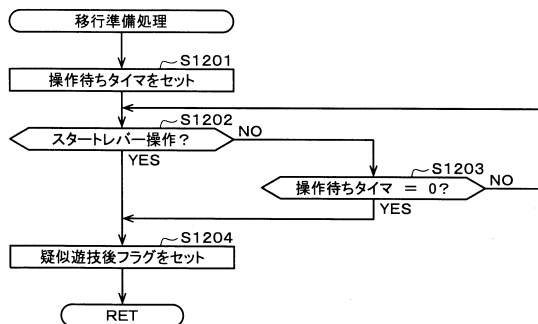 移行準備処理
S1201
操作待ちタイマをセット
S1202
スタートレバー操作？
NO
YES
S1203
操作待ちタイマ ＝ 0？
NO
YES
S1204
疑似遊技後フラグをセット
RET